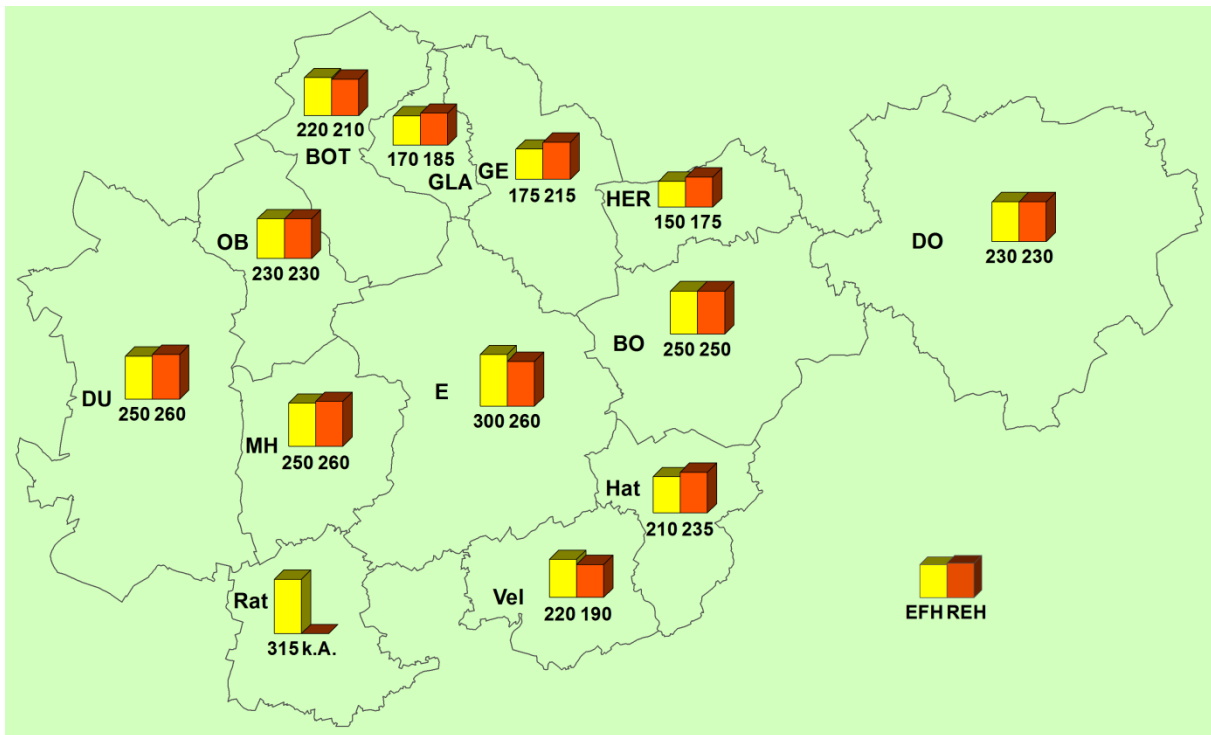 220 210
BOT
170 185
GLA
GE
175 215
HER
150 175
OB
230 230
DO
230 230
BO
250 250
DU
250 260
E
300 260
MH
250 260
Hat
210 235
Rat
315 k.A.
Vel
220 190
EFH REH